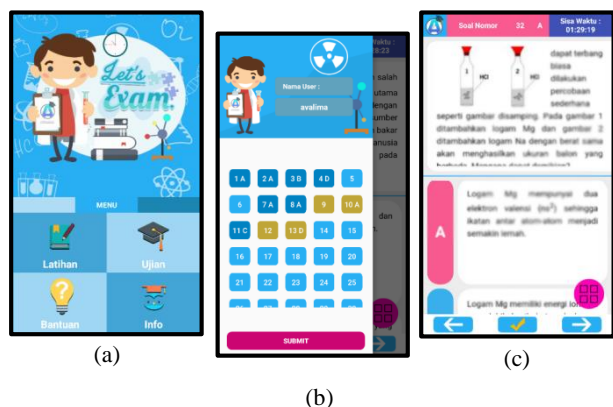 Let's
Exam
MENU
Latihan
Ujian
Bantuan
Info
(a)
Nama User :
avalima
1 A
2 A
3 B
4 D
5
6
7 A
8 A
9
10 A
11 C
12
13 D
14
15
16
17
18
19
20
21
22
23
24
25
SUBMIT
salah
utama
dengan
sumber
bakar
anusia
pada
dan
(b)
Soal Nomor 32 A
Sisa Waktu :
01:29:19
1
HCl
2
HCl
dapat terbang
biasa
dilakukan
percobaan
sederhana
seperti gambar disamping. Pada gambar 1
ditambahkan logam Mg dan gambar 2
ditambahkan logam Na dengan berat sama
akan menghasilkan ukuran balon yang
A
Logam Mg mempunyai dua
elektron valensi (ns²) sehingga
ikatan antar atom-atom menjadi
semakin lemah.
Logam Mg memiliki energi ion
(c)